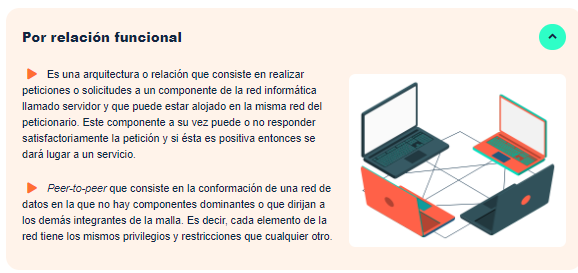 Por relación funcional
Es una arquitectura o relación que consiste en realizar
peticiones o solicitudes a un componente de la red informática
llamado servidor y que puede estar alojado en la misma red del
peticionario. Este componente a su vez puede o no responder
satisfactoriamente la petición y si ésta es positiva entonces se
dará lugar a un servicio.
Peer-to-peer que consiste en la conformación de una red de
datos en la que no hay componentes dominantes o que dirijan a
los demás integrantes de la malla. Es decir, cada elemento de la
red tiene los mismos privilegios y restricciones que cualquier otro.